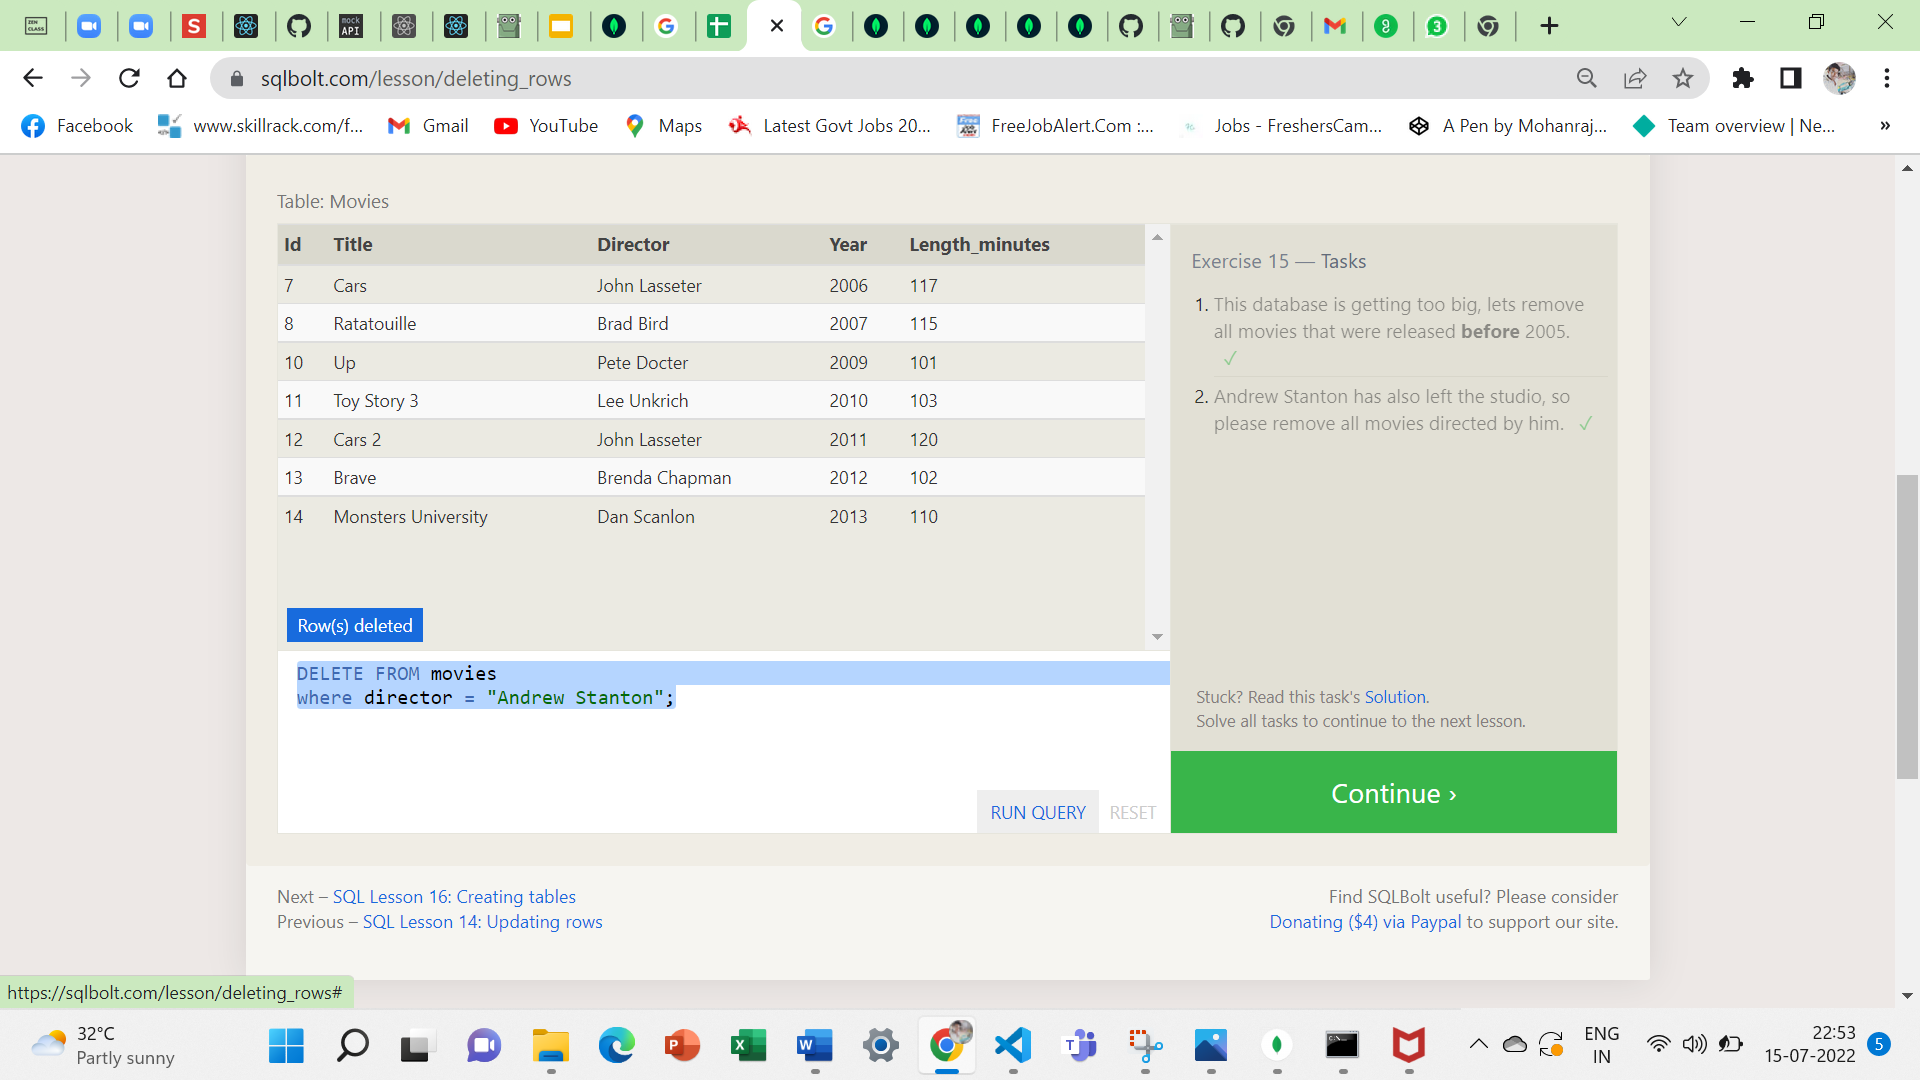 ZEN CLASS
S
mock API
3
sqlbolt.com/lesson/deleting_rows
Facebook
www.skillrack.com/f...
Gmail
YouTube
Maps
Latest Govt Jobs 20...
FreeJobAlert.Com :...
Jobs - FreshersCam...
A Pen by Mohanraj...
Team overview | Ne...
»
Table: Movies
Id Title Director Year Length_minutes
7 Cars John Lasseter 2006 117
8 Ratatouille Brad Bird 2007 115
10 Up Pete Docter 2009 101
11 Toy Story 3 Lee Unkrich 2010 103
12 Cars 2 John Lasseter 2011 120
13 Brave Brenda Chapman 2012 102
14 Monsters University Dan Scanlon 2013 110
Row(s) deleted
DELETE FROM movies
where director = "Andrew Stanton";
RUN QUERY RESET
Exercise 15 — Tasks
1. This database is getting too big, lets remove
all movies that were released before 2005.
✓
2. Andrew Stanton has also left the studio, so
please remove all movies directed by him. ✓
Stuck? Read this task's Solution.
Solve all tasks to continue to the next lesson.
Continue ›
Next – SQL Lesson 16: Creating tables
Previous – SQL Lesson 14: Updating rows
Find SQLBolt useful? Please consider
Donating ($4) via Paypal to support our site.
https://sqlbolt.com/lesson/deleting_rows#
32°C
Partly sunny
ENG
IN
22:53
15-07-2022
5